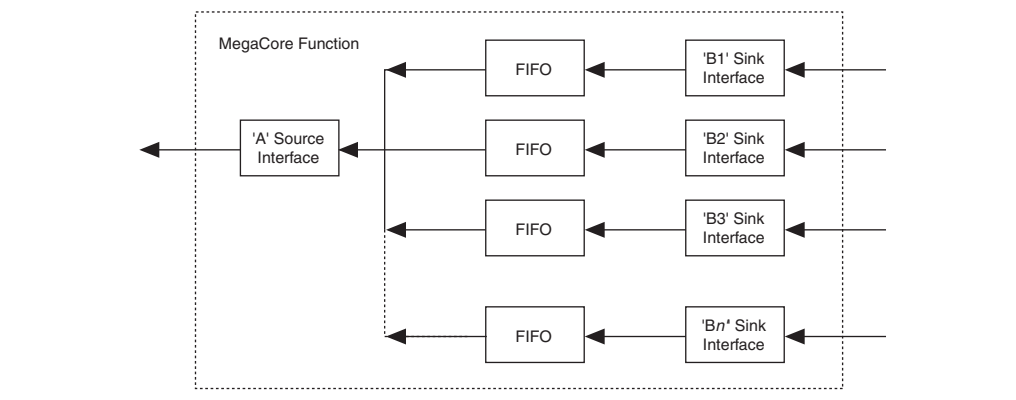 MegaCore Function
FIFO
'B1' Sink
Interface
'A' Source
Interface
FIFO
'B2' Sink
Interface
FIFO
'B3' Sink
Interface
FIFO
'Bn' Sink
Interface